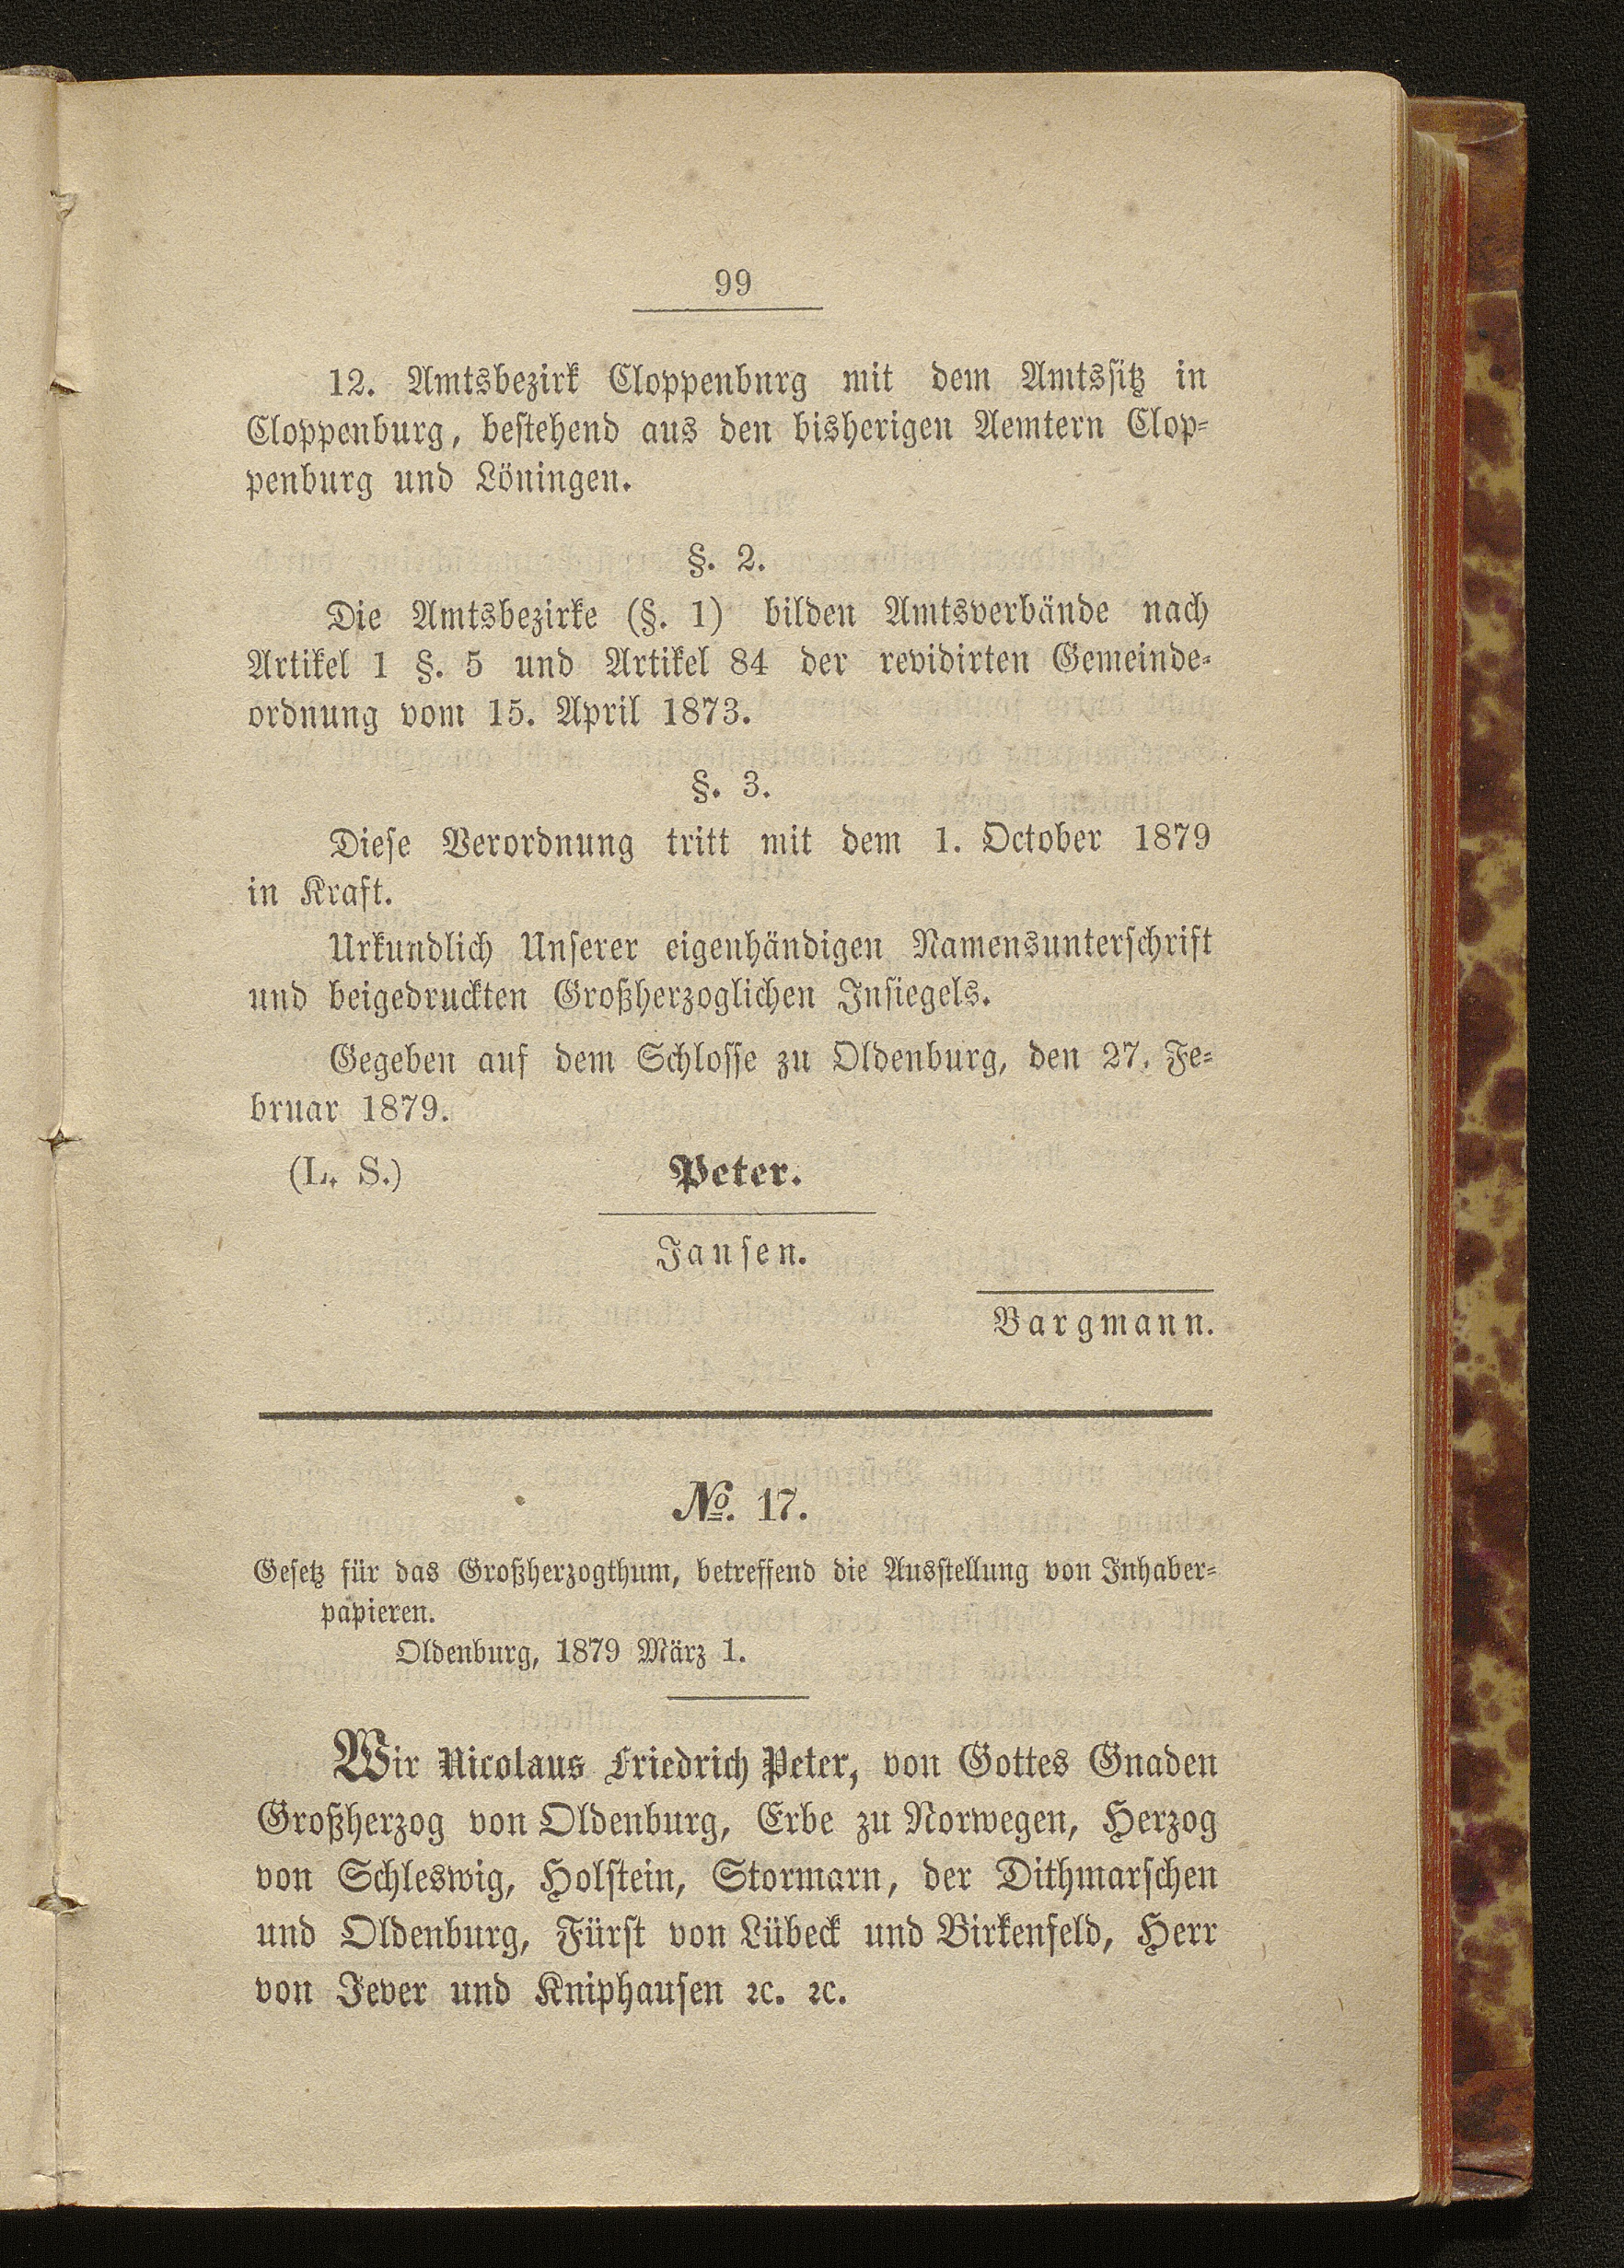 99
12. Amtsbezirk Cloppenburg mit dem Amtssitz in
Cloppenburg, bestehend aus den bisherigen Aemtern Clop-
penburg und Löningen.
§. 2.
Die Amtsbezirke (§. 1) bilden Amtsverbände nach
Artikel 1 §. 5 und Artikel 84 der revidirten Gemeinde-
ordnung vom 15. April 1873.
§. 3.
Diese Verordnung tritt mit dem 1. October 1879
in Kraft.
Urkundlich Unserer eigenhändigen Namensunterschrift
und beigedruckten Großherzoglichen Insiegels.
Gegeben auf dem Schlosse zu Oldenburg, den 27. Fe-
bruar 1879.
(L. S.) Peter.
Jansen.
Bargmann.
No. 17.
Gesetz für das Großherzogthum, betreffend die Ausstellung von Inhaber-
papieren.
Oldenburg, 1879 März 1.
Wir Nicolaus Friedrich Peter, von Gottes Gnaden
Großherzog von Oldenburg, Erbe zu Norwegen, Herzog
von Schleswig, Holstein, Stormarn, der Dithmarschen
und Oldenburg, Fürst von Lübeck und Birkenfeld, Herr
von Jever und Kniphausen ꝛc. ꝛc.